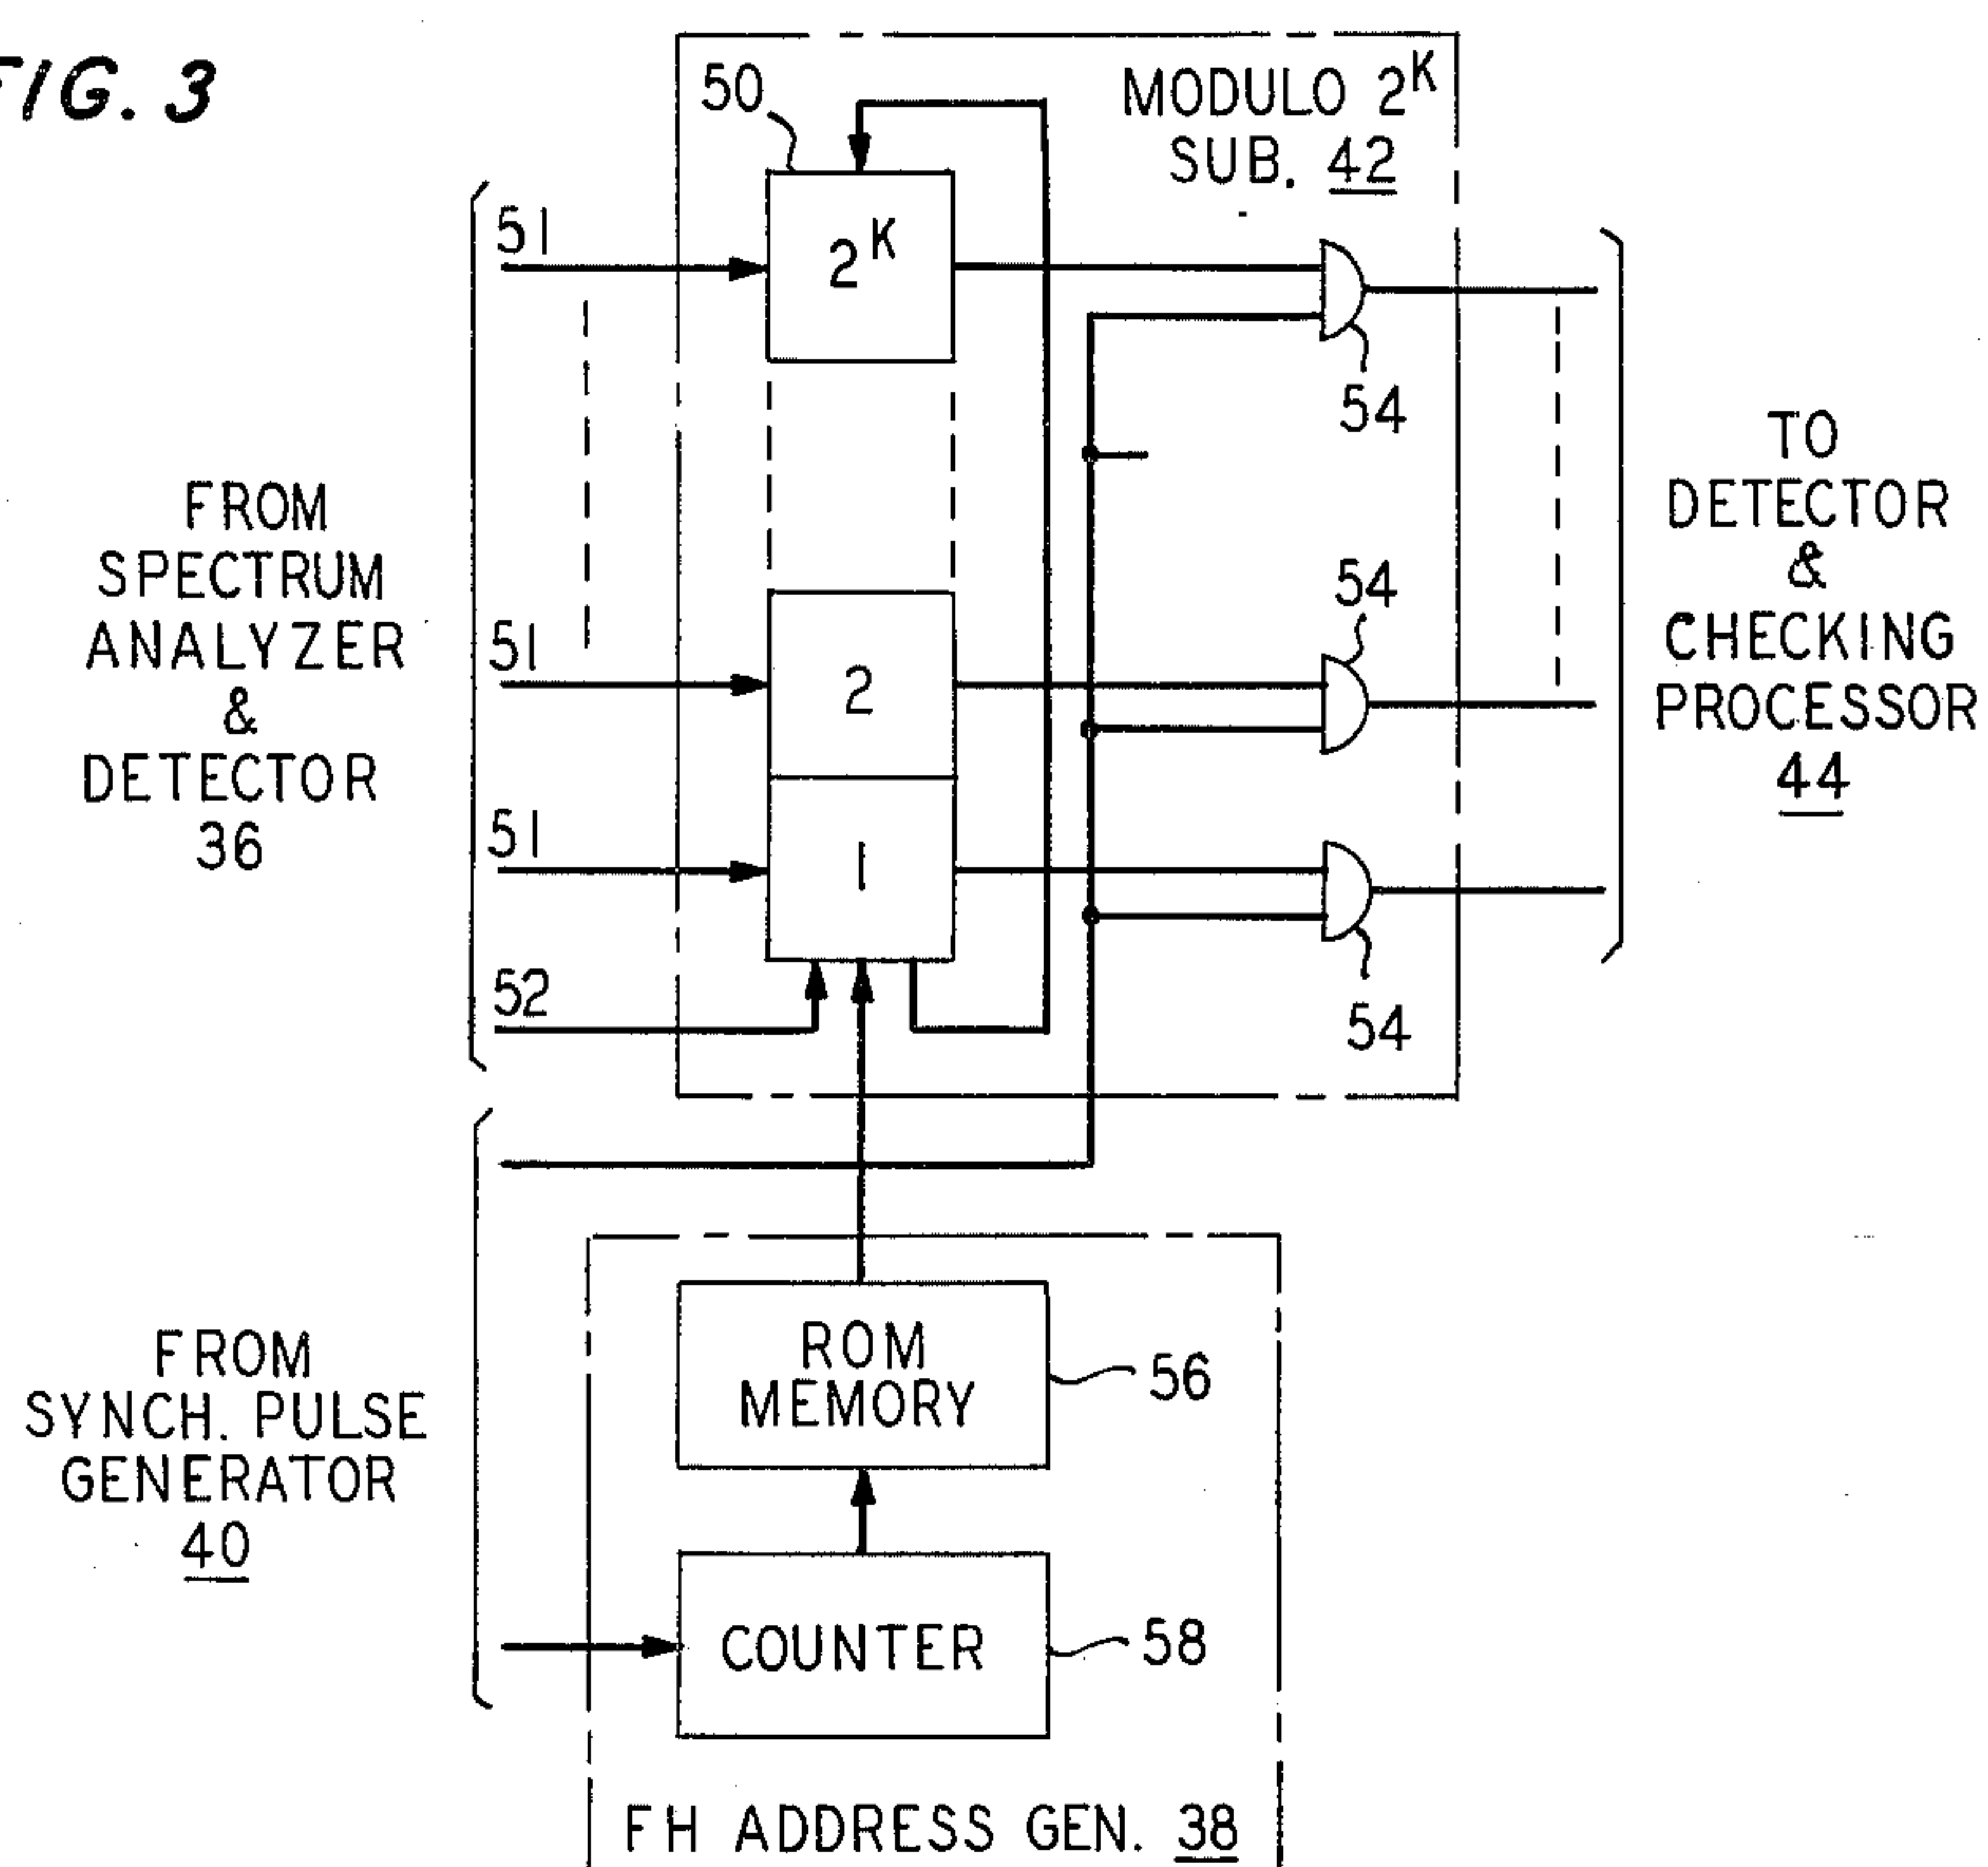 FIG. 3
50
MODULO 2^K
SUB. 42
51
2^K
54
TO
DETECTOR
&
CHECKING
PROCESSOR
44
FROM
SPECTRUM
ANALYZER
&
DETECTOR
36
51
2
54
51
1
52
54
FROM
SYNCH. PULSE
GENERATOR
40
ROM
MEMORY
56
COUNTER
58
FH ADDRESS GEN. 38